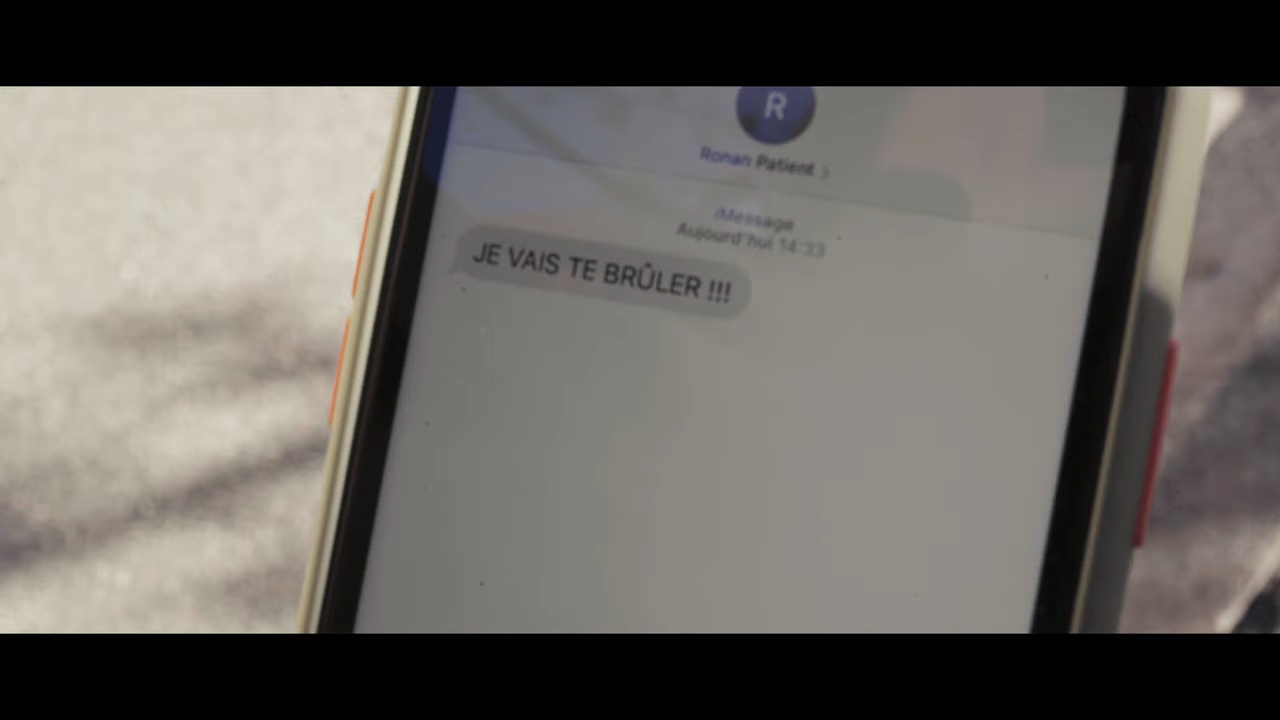 R
Ronan Patient >
iMessage
Aujourd'hui 14:33
JE VAIS TE BRÛLER !!!